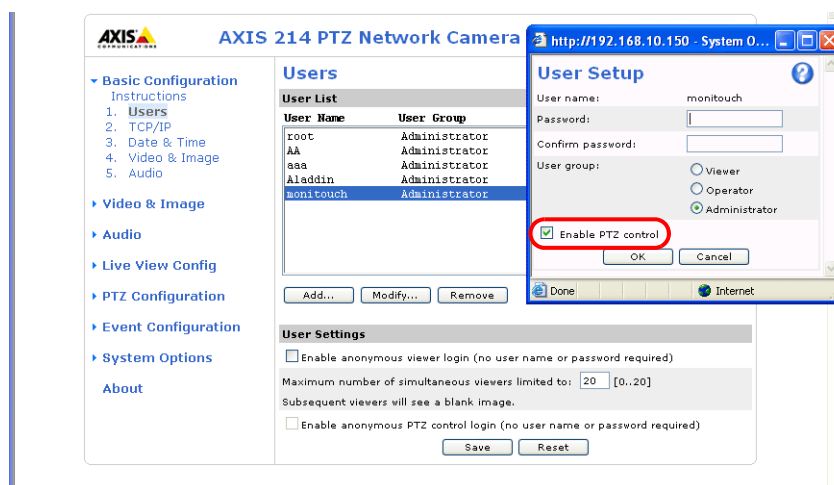 AXIS
COMMUNICATIONS
AXIS 214 PTZ Network Camera
Basic Configuration
Instructions
1. Users
2. TCP/IP
3. Date & Time
4. Video & Image
5. Audio
Video & Image
Audio
Live View Config
PTZ Configuration
Event Configuration
System Options
About
Users
User List
User Name User Group
root Administrator
AA Administrator
aaa Administrator
Aladdin Administrator
monitouch Administrator
Add... Modify... Remove
User Settings
Enable anonymous viewer login (no user name or password required)
Maximum number of simultaneous viewers limited to: 20 [0..20]
Subsequent viewers will see a blank image.
Enable anonymous PTZ control login (no user name or password required)
Save Reset
http://192.168.10.150 - System O...
User Setup
?
User name: monitouch
Password:
Confirm password:
User group: Viewer
Operator
Administrator
Enable PTZ control
OK Cancel
Done Internet